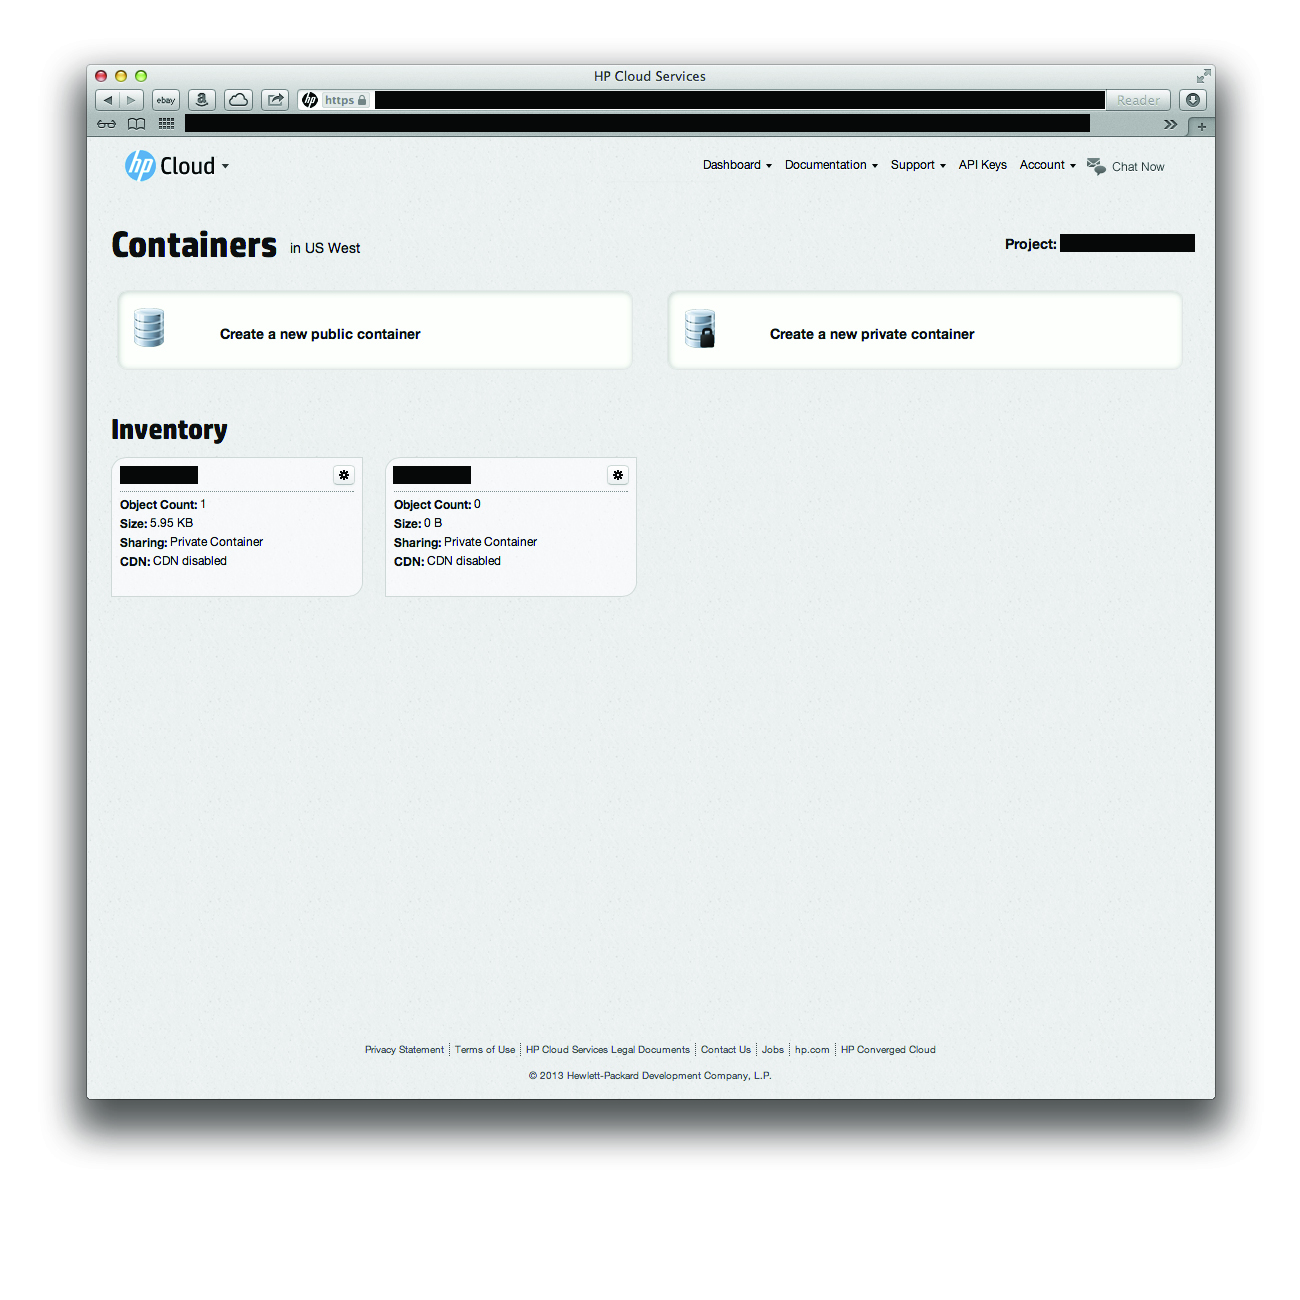 HP Cloud Services
ebay
a
hp https
Reader
hp Cloud
Dashboard Documentation Support API Keys Account Chat Now
Containers in US West
Project:
Create a new public container
Create a new private container
Inventory
Object Count: 1
Size: 5.95 KB
Sharing: Private Container
CDN: CDN disabled
Object Count: 0
Size: 0 B
Sharing: Private Container
CDN: CDN disabled
Privacy Statement Terms of Use HP Cloud Services Legal Documents Contact Us Jobs hp.com HP Converged Cloud
© 2013 Hewlett-Packard Development Company, L.P.